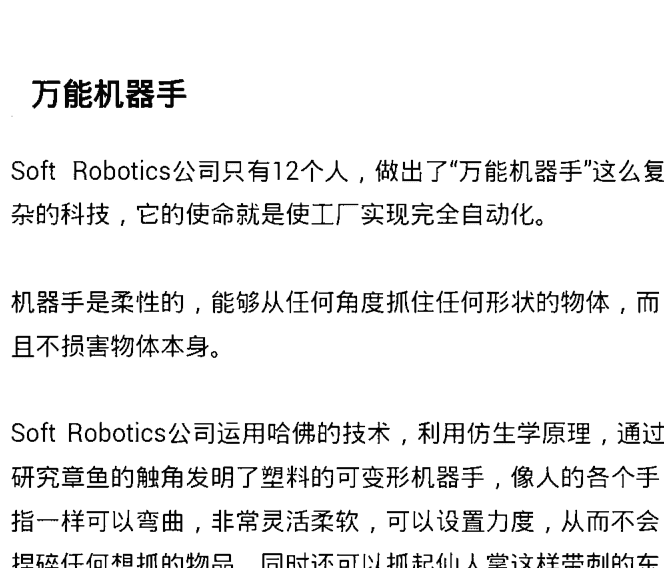 万能机器手
Soft Robotics公司只有12个人，做出了“万能机器手”这么复
杂的科技，它的使命就是使工厂实现完全自动化。
机器手是柔性的，能够从任何角度抓住任何形状的物体，而
且不损害物体本身。
Soft Robotics公司运用哈佛的技术，利用仿生学原理，通过
研究章鱼的触角发明了塑料的可变形机器手，像人的各个手
指一样可以弯曲，非常灵活柔软，可以设置力度，从而不会
捏碎任何想抓的物品，同时还可以抓起仙人掌这样带刺的东